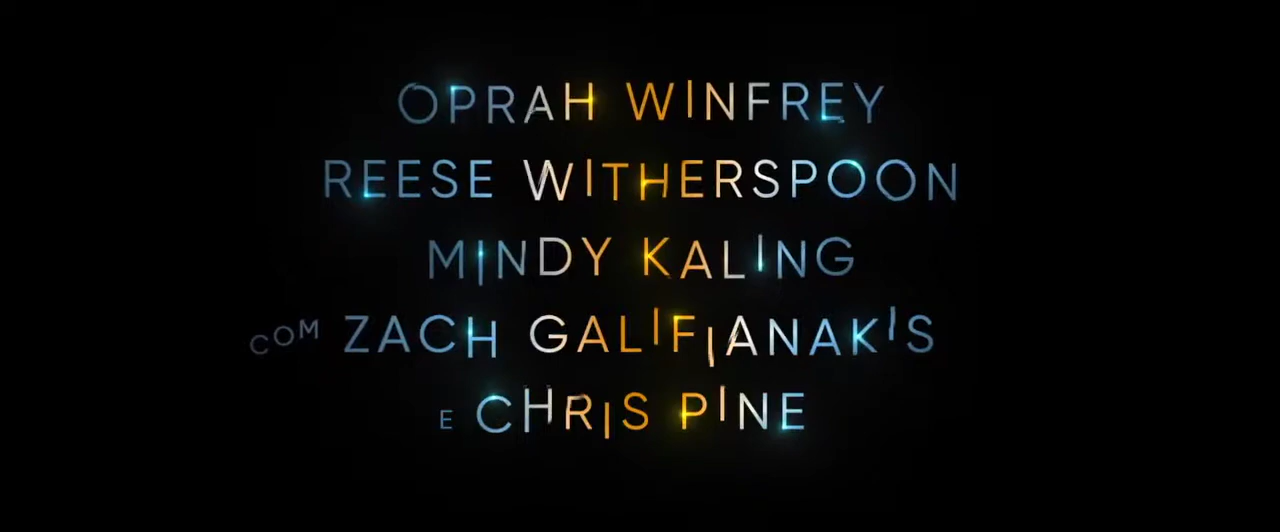 OPRAH WINFREY
REESE WITHERSPOON
MINDY KALING
COM ZACH GALIFIANAKIS
E CHRIS PINE